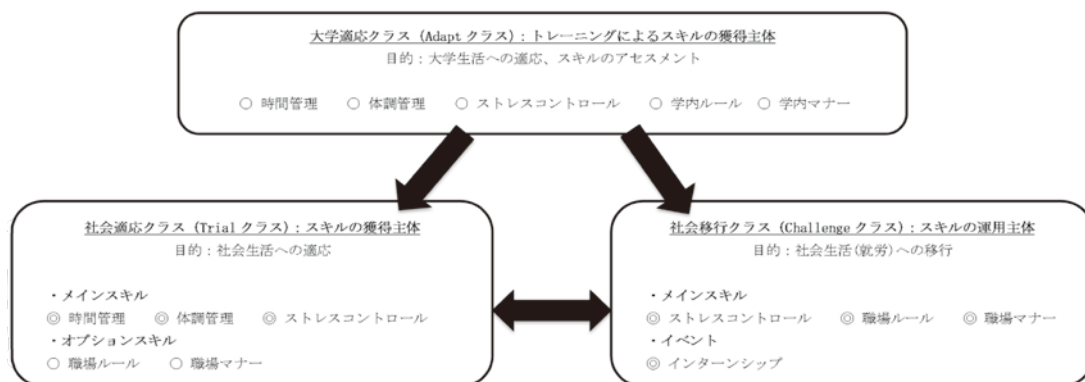 大学適応クラス (Adapt クラス)：トレーニングによるスキルの獲得主体
目的：大学生活への適応、スキルのアセスメント
○ 時間管理 ○ 体調管理 ○ ストレスコントロール ○ 学内ルール ○ 学内マナー
社会適応クラス (Trial クラス)：スキルの獲得主体
目的：社会生活への適応
・メインスキル
◎ 時間管理 ◎ 体調管理 ◎ ストレスコントロール
・オプションスキル
○ 職場ルール ○ 職場マナー
社会移行クラス (Challenge クラス)：スキルの運用主体
目的：社会生活(就労)への移行
・メインスキル
◎ ストレスコントロール ◎ 職場ルール ◎ 職場マナー
・イベント
◎ インターンシップ